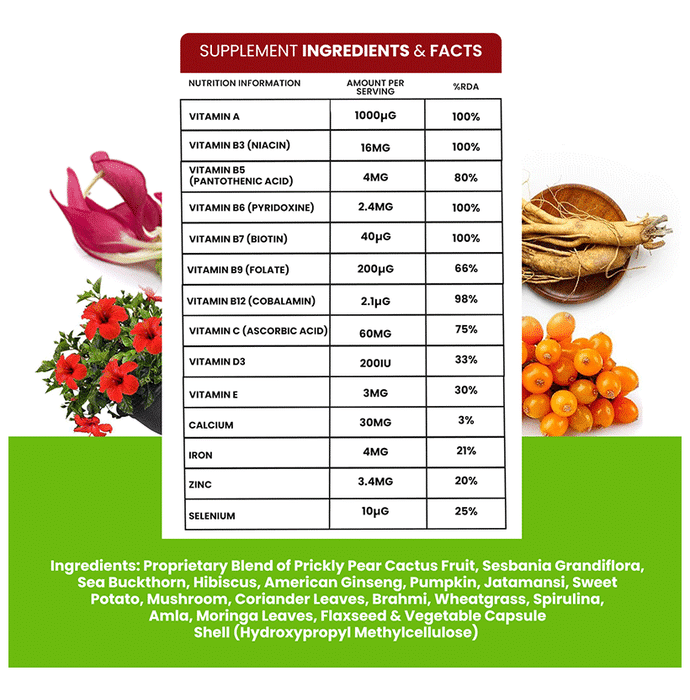 SUPPLEMENT INGREDIENTS & FACTS
NUTRITION INFORMATION AMOUNT PER SERVING %RDA
VITAMIN A 1000µG 100%
VITAMIN B3 (NIACIN) 16MG 100%
VITAMIN B5 (PANTOTHENIC ACID) 4MG 80%
VITAMIN B6 (PYRIDOXINE) 2.4MG 100%
VITAMIN B7 (BIOTIN) 40µG 100%
VITAMIN B9 (FOLATE) 200µG 66%
VITAMIN B12 (COBALAMIN) 2.1µG 98%
VITAMIN C (ASCORBIC ACID) 60MG 75%
VITAMIN D3 200IU 33%
VITAMIN E 3MG 30%
CALCIUM 30MG 3%
IRON 4MG 21%
ZINC 3.4MG 20%
SELENIUM 10µG 25%
Ingredients: Proprietary Blend of Prickly Pear Cactus Fruit, Sesbania Grandiflora,
Sea Buckthorn, Hibiscus, American Ginseng, Pumpkin, Jatamansi, Sweet
Potato, Mushroom, Coriander Leaves, Brahmi, Wheatgrass, Spirulina,
Amla, Moringa Leaves, Flaxseed & Vegetable Capsule
Shell (Hydroxypropyl Methylcellulose)